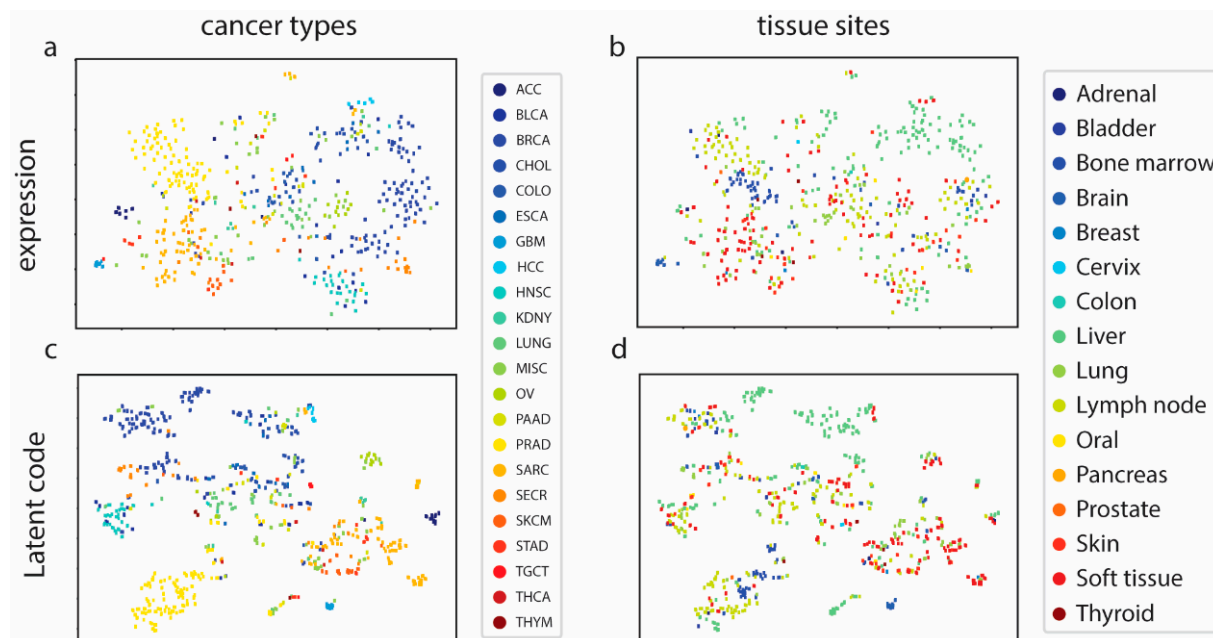 cancer types
tissue sites
a
b
expression
ACC
BLCA
BRCA
CHOL
COLO
ESCA
GBM
HCC
HNSC
KDNY
LUNG
MISC
OV
PAAD
PRAD
SARC
SECR
SKCM
STAD
TGCT
THCA
THYM
Adrenal
Bladder
Bone marrow
Brain
Breast
Cervix
Colon
Liver
Lung
Lymph node
Oral
Pancreas
Prostate
Skin
Soft tissue
Thyroid
c
d
Latent code